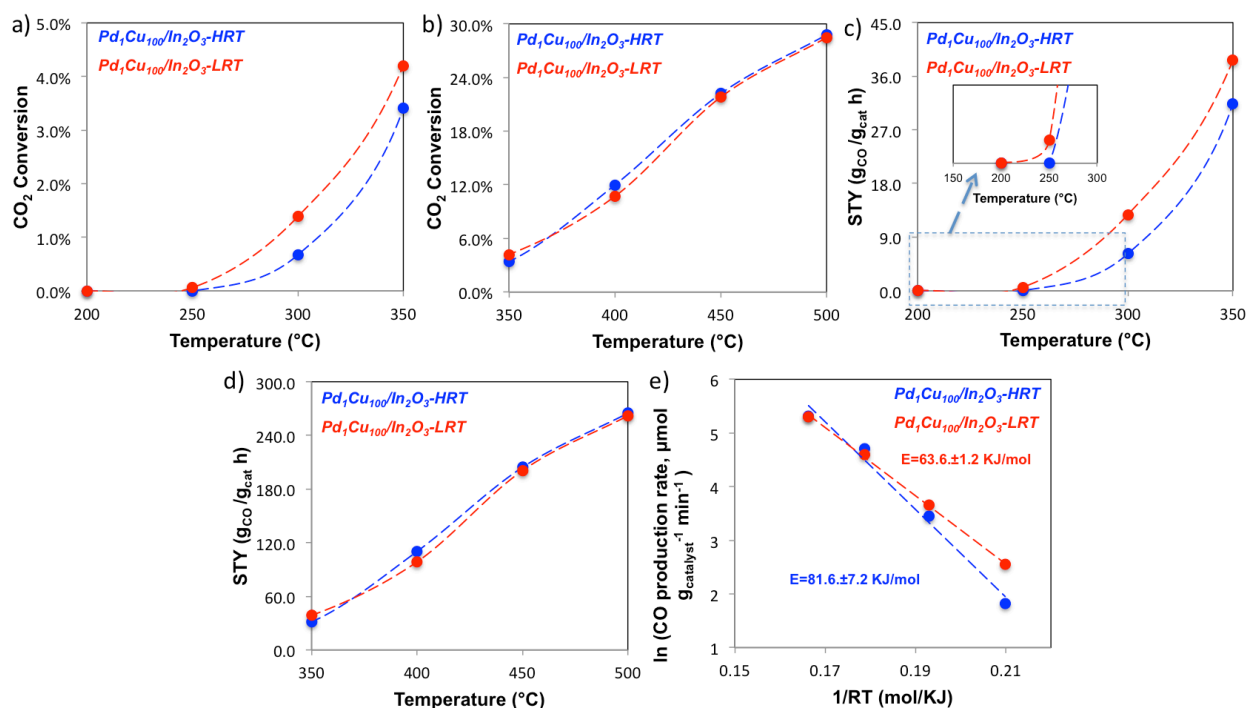 a)
5.0%
4.0%
3.0%
2.0%
1.0%
0.0%
CO2 Conversion
Pd1Cu100/In2O3-HRT
Pd1Cu100/In2O3-LRT
200
250
300
350
Temperature (°C)
b)
30.0%
24.0%
18.0%
12.0%
6.0%
0.0%
CO2 Conversion
Pd1Cu100/In2O3-HRT
Pd1Cu100/In2O3-LRT
350
400
450
500
Temperature (°C)
c)
45.0
36.0
27.0
18.0
9.0
0.0
STY (gCO/gcat h)
Pd1Cu100/In2O3-HRT
Pd1Cu100/In2O3-LRT
150
200
250
300
Temperature (°C)
200
250
300
350
Temperature (°C)
d)
300.0
240.0
180.0
120.0
60.0
0.0
STY (gCO/gcat h)
Pd1Cu100/In2O3-HRT
Pd1Cu100/In2O3-LRT
350
400
450
500
Temperature (°C)
e)
6
5
4
3
2
1
ln (CO production rate, μmol
gcatalyst-1 min-1 )
Pd1Cu100/In2O3-HRT
Pd1Cu100/In2O3-LRT
E=63.6.±1.2 KJ/mol
E=81.6.±7.2 KJ/mol
0.15
0.17
0.19
0.21
1/RT (mol/KJ)